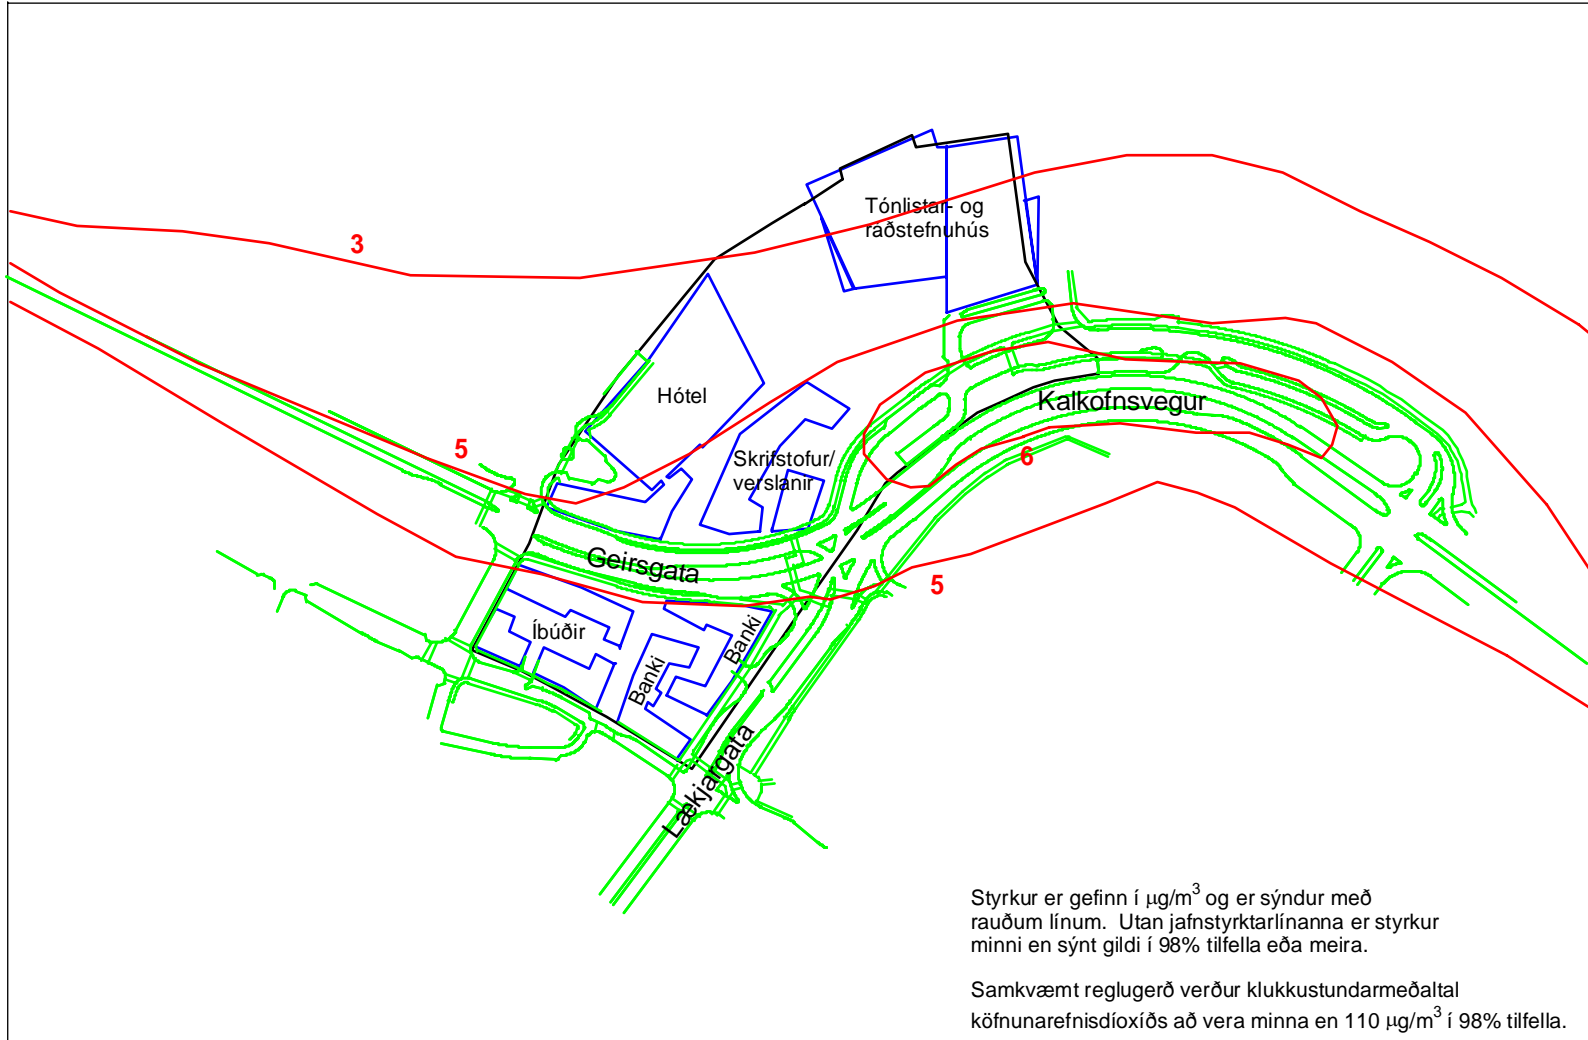 Tónlistar- og
ráðstefnuhús
3
Hótel
Kalkofnsvegur
5
Skrifstofur/
verslanir
6
Geirsgata
5
Íbúðir
Banki
Banki
Lækjargata
Styrkur er gefinn í µg/m³ og er sýndur með
rauðum línum. Utan jafnstyrktarlínanna er styrkur
minni en sýnt gildi í 98% tilfella eða meira.
Samkvæmt reglugerð verður klukkustundarmeðaltal
köfnunarefnisdíoxíðs að vera minna en 110 µg/m³ í 98% tilfella.